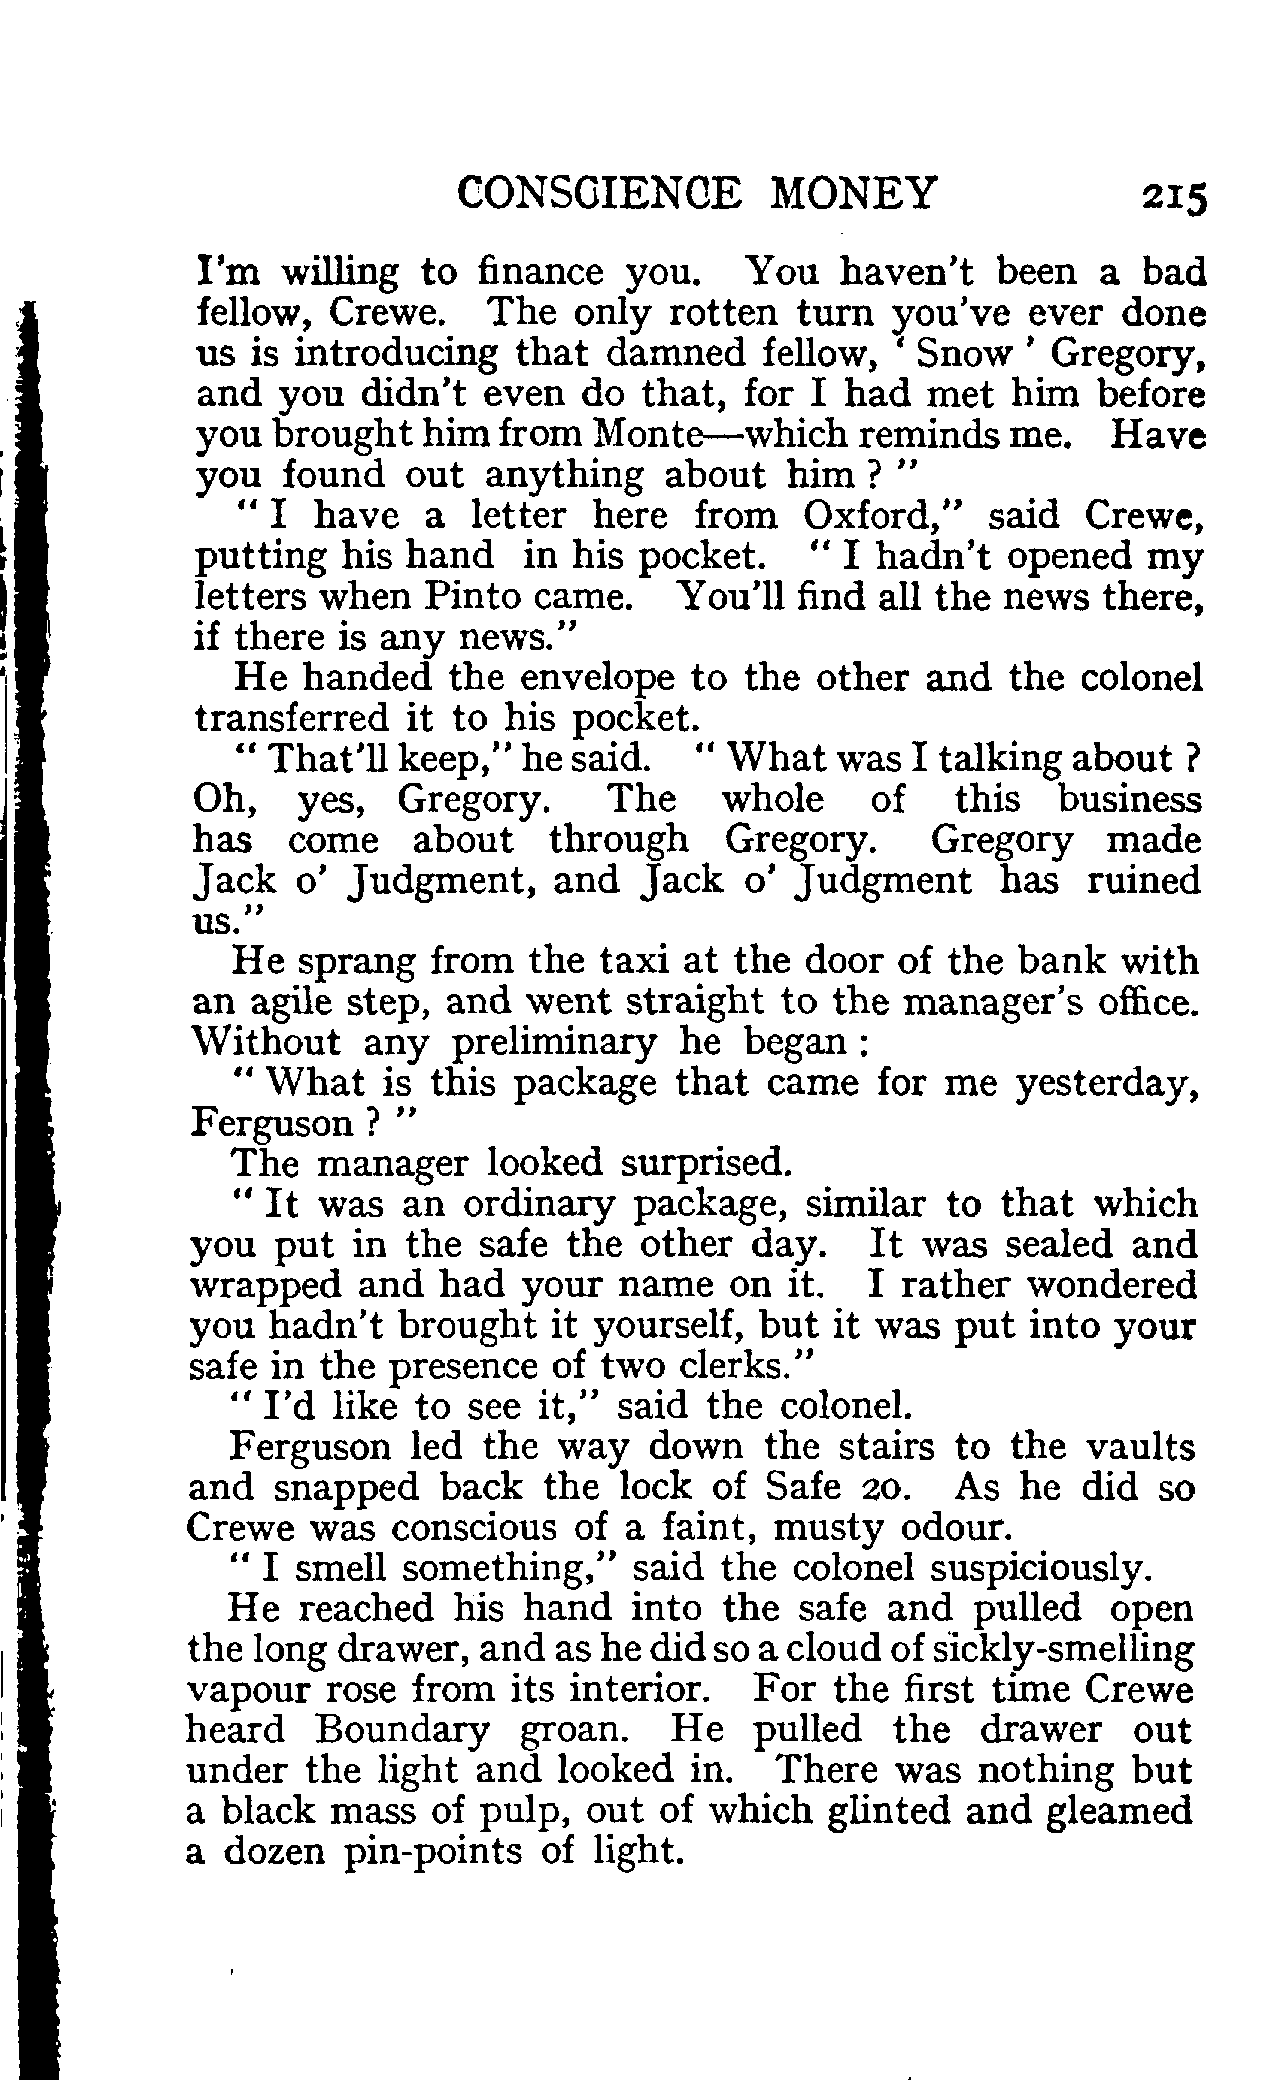 CONSCIENCE MONEY 215
I'm willing to finance you. You haven't been a bad
fellow, Crewe. The only rotten turn you've ever done
us is introducing that damned fellow, ‘ Snow ’ Gregory,
and you didn't even do that, for I had met him before
you brought him from Monte—which reminds me. Have
you found out anything about him ? ”
“ I have a letter here from Oxford,” said Crewe,
putting his hand in his pocket. “ I hadn't opened my
letters when Pinto came. You'll find all the news there,
if there is any news.”
He handed the envelope to the other and the colonel
transferred it to his pocket.
“ That'll keep,” he said. “ What was I talking about ?
Oh, yes, Gregory. The whole of this business
has come about through Gregory. Gregory made
Jack o' Judgment, and Jack o' Judgment has ruined
us.”
He sprang from the taxi at the door of the bank with
an agile step, and went straight to the manager's office.
Without any preliminary he began :
“ What is this package that came for me yesterday,
Ferguson ? ”
The manager looked surprised.
“ It was an ordinary package, similar to that which
you put in the safe the other day. It was sealed and
wrapped and had your name on it. I rather wondered
you hadn't brought it yourself, but it was put into your
safe in the presence of two clerks.”
“ I'd like to see it,” said the colonel.
Ferguson led the way down the stairs to the vaults
and snapped back the lock of Safe 20. As he did so
Crewe was conscious of a faint, musty odour.
“ I smell something,” said the colonel suspiciously.
He reached his hand into the safe and pulled open
the long drawer, and as he did so a cloud of sickly-smelling
vapour rose from its interior. For the first time Crewe
heard Boundary groan. He pulled the drawer out
under the light and looked in. There was nothing but
a black mass of pulp, out of which glinted and gleamed
a dozen pin-points of light.